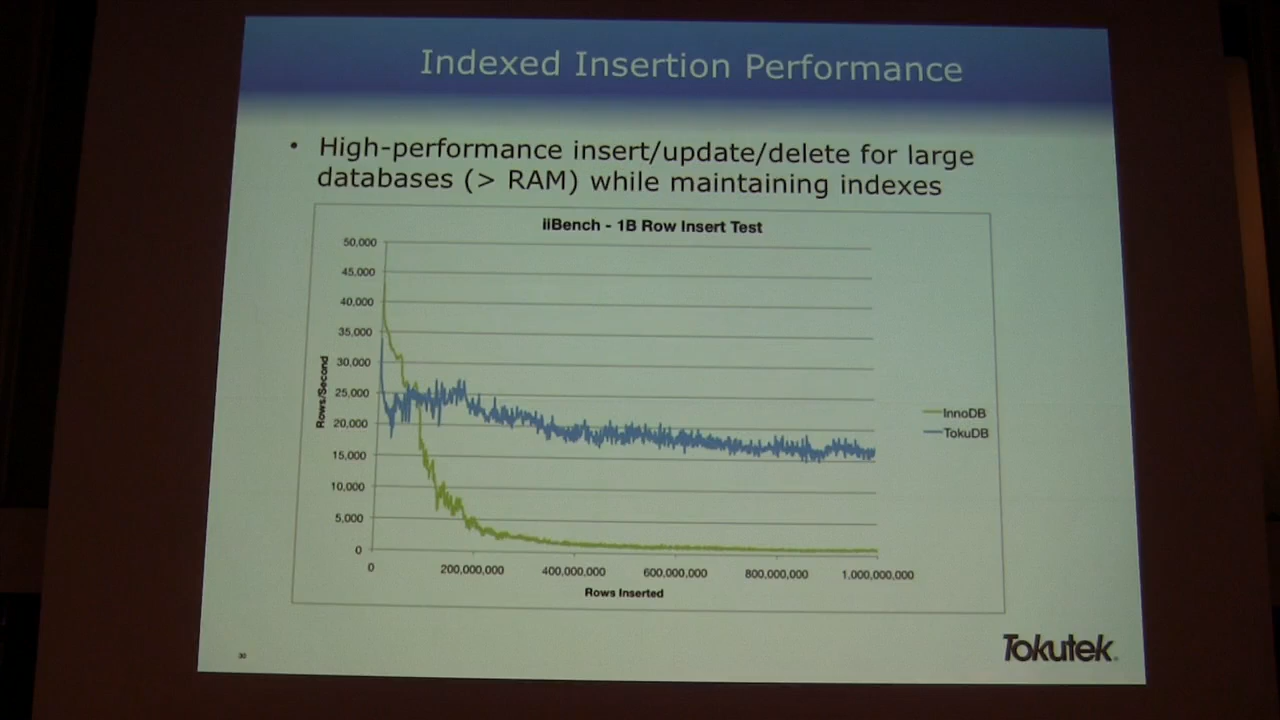 Indexed Insertion Performance
• High-performance insert/update/delete for large
databases (> RAM) while maintaining indexes
iiBench - 1B Row Insert Test
50,000
45,000
40,000
35,000
30,000
25,000
20,000
15,000
10,000
5,000
0
Rows/Second
InnoDB
TokuDB
0
200,000,000
400,000,000
600,000,000
800,000,000
1,000,000,000
Rows Inserted
30
Tokutek